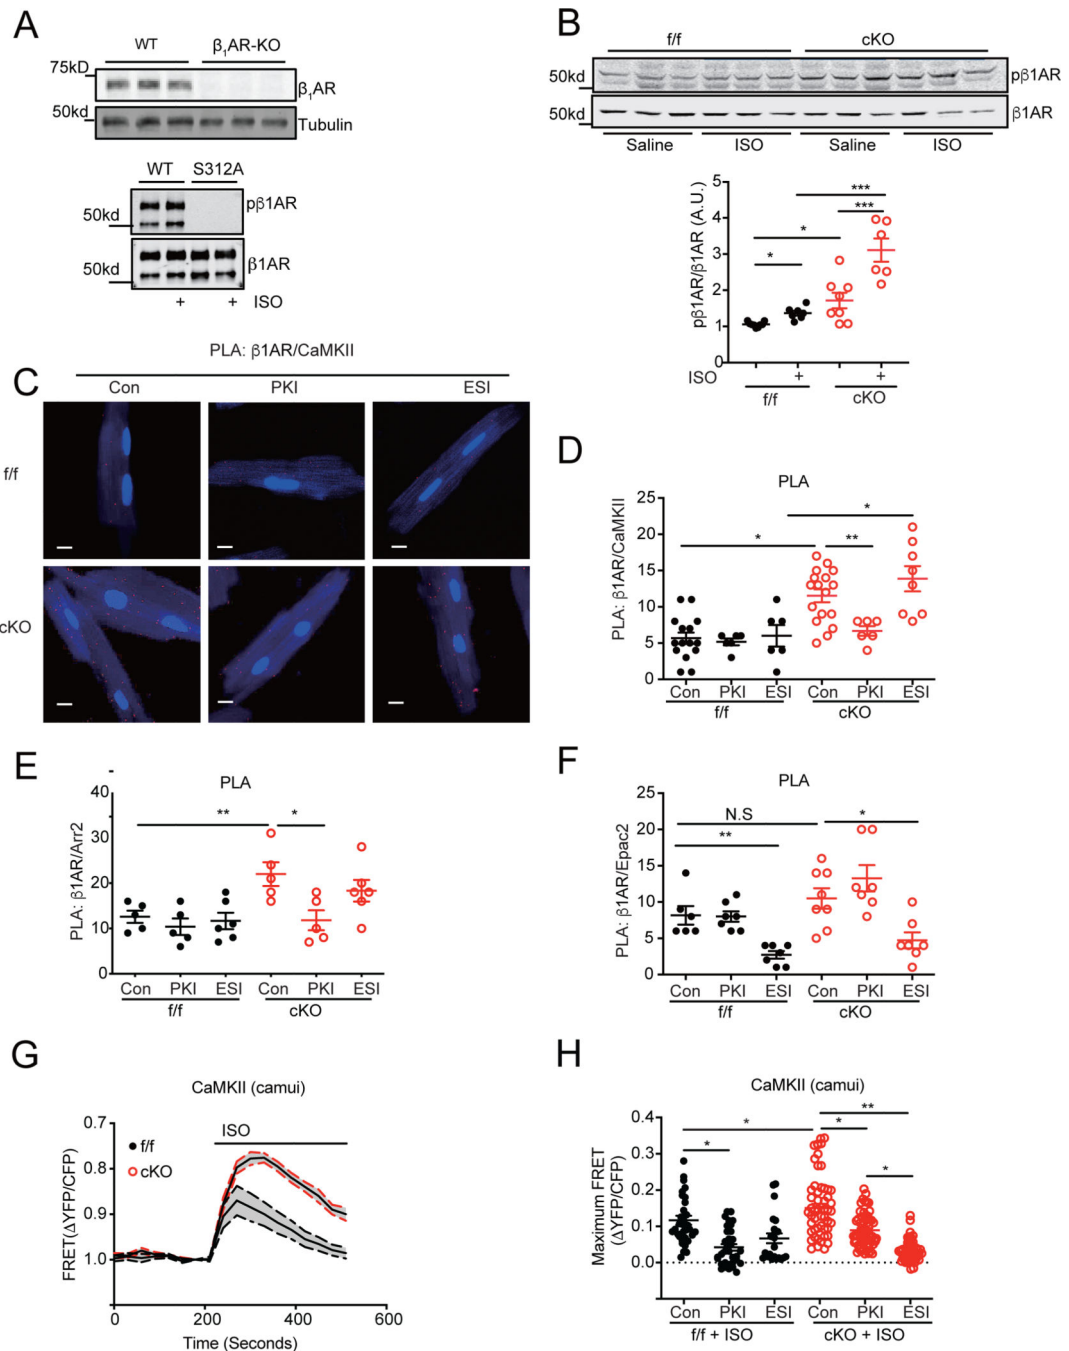 A
WT β₁AR-KO
75kD
β₁AR
50kd
Tubulin
WT S312A
pβ1AR
50kd
β1AR
50kd
+ + ISO
B
f/f cKO
50kd pβ1AR
50kd β1AR
Saline ISO Saline ISO
pβ1AR/β1AR (A.U.)
5
4
3
2
1
0
*** 
***
*
*
ISO + +
f/f cKO
C
PLA: β1AR/CaMKII
Con PKI ESI
f/f
cKO
D
PLA
PLA: β1AR/CaMKII
25
20
15
10
5
0
*
* **
Con PKI ESI Con PKI ESI
f/f cKO
E
PLA
PLA: β1AR/Arr2
40
30
20
10
0
** *
Con PKI ESI Con PKI ESI
f/f cKO
F
PLA
PLA: β1AR/Epac2
25
20
15
10
5
0
N.S *
**
Con PKI ESI Con PKI ESI
f/f cKO
G
CaMKII (camui)
FRET(ΔYFP/CFP)
0.7
0.8
0.9
1.0
ISO
f/f
cKO
0 200 400 600
Time (Seconds)
H
CaMKII (camui)
Maximum FRET
(ΔYFP/CFP)
0.4
0.3
0.2
0.1
0.0
**
* *
*
*
Con PKI ESI Con PKI ESI
f/f + ISO cKO + ISO